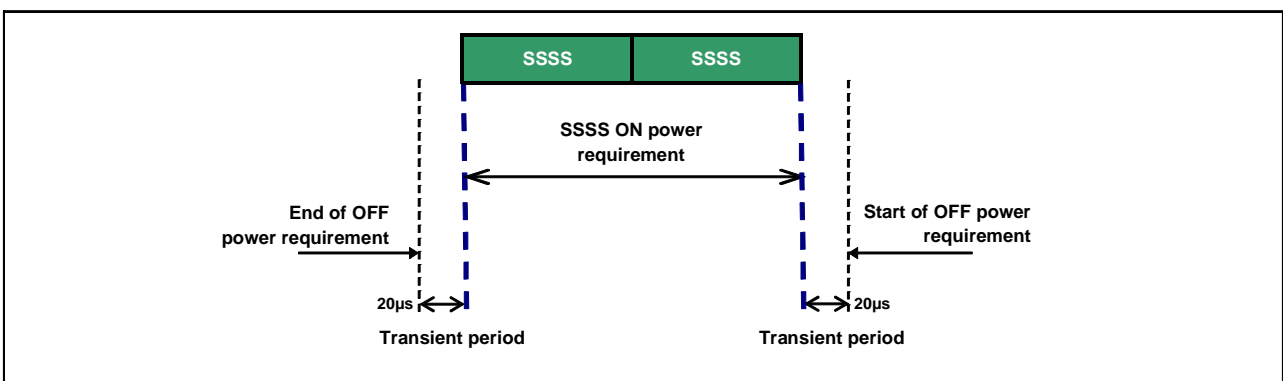 SSSS SSSS
SSSS ON power
requirement
End of OFF
power requirement
Start of OFF power
requirement
20µs
20µs
Transient period
Transient period